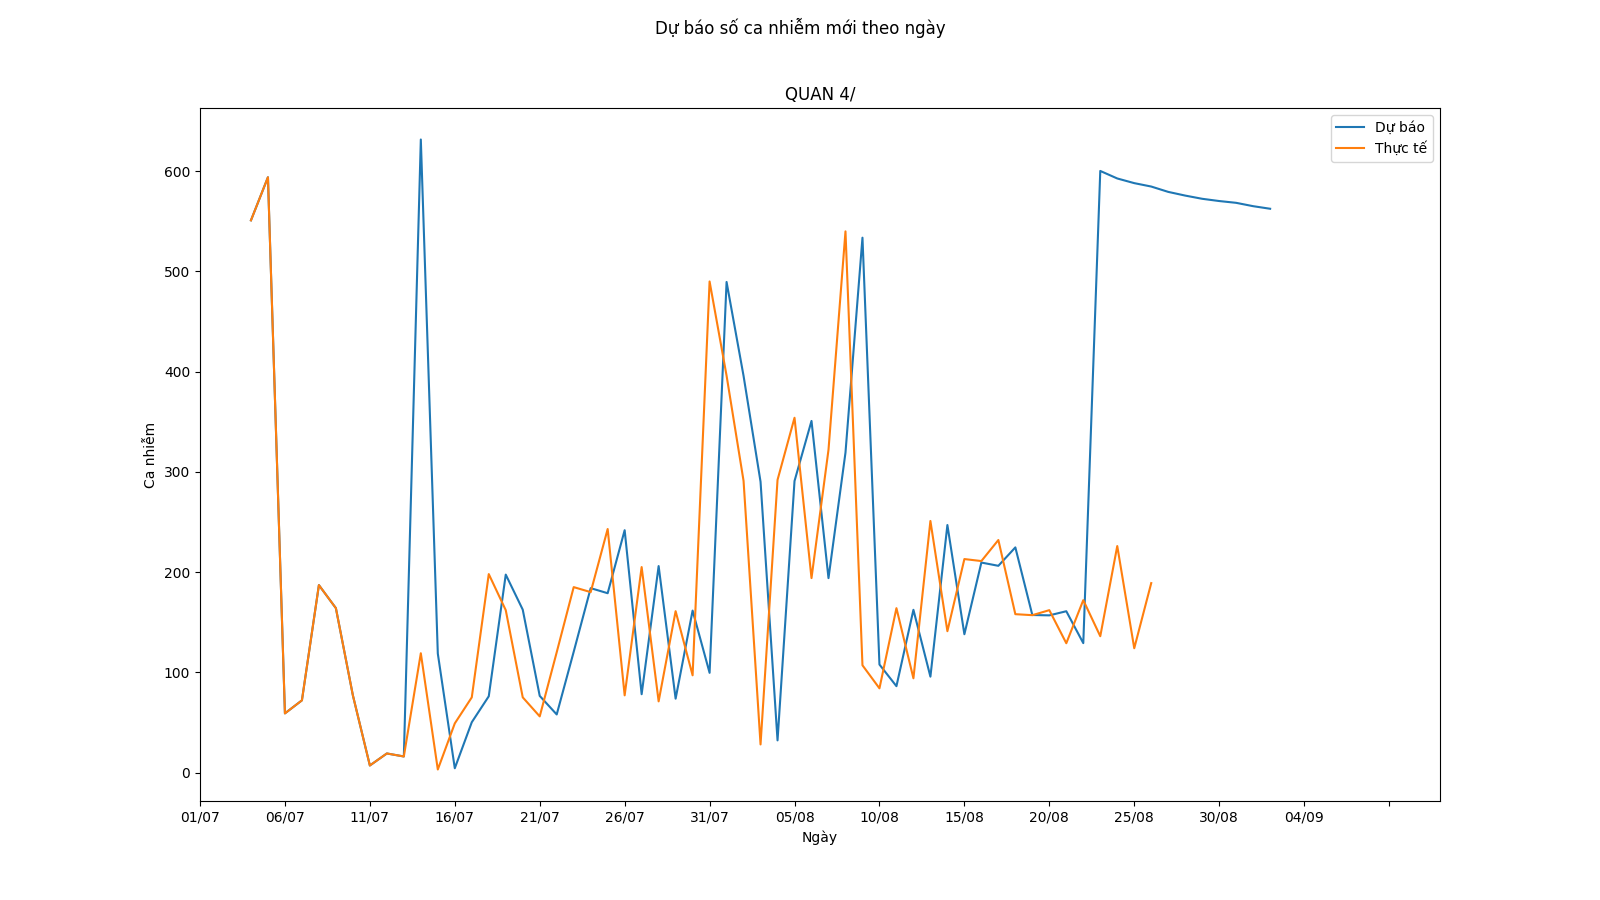 Dự báo số ca nhiễm mới theo ngày
QUAN 4/
Dự báo
Thực tế
600
500
400
300
200
100
0
Ca nhiễm
01/07 06/07 11/07 16/07 21/07 26/07 31/07 05/08 10/08 15/08 20/08 25/08 30/08 04/09
Ngày